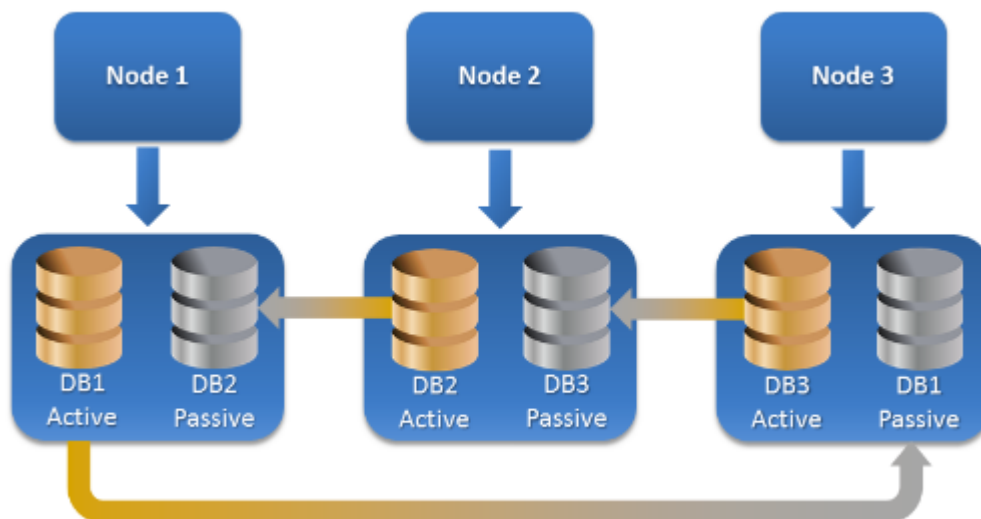 Node 1
Node 2
Node 3
DB1
Active
DB2
Passive
DB2
Active
DB3
Passive
DB3
Active
DB1
Passive